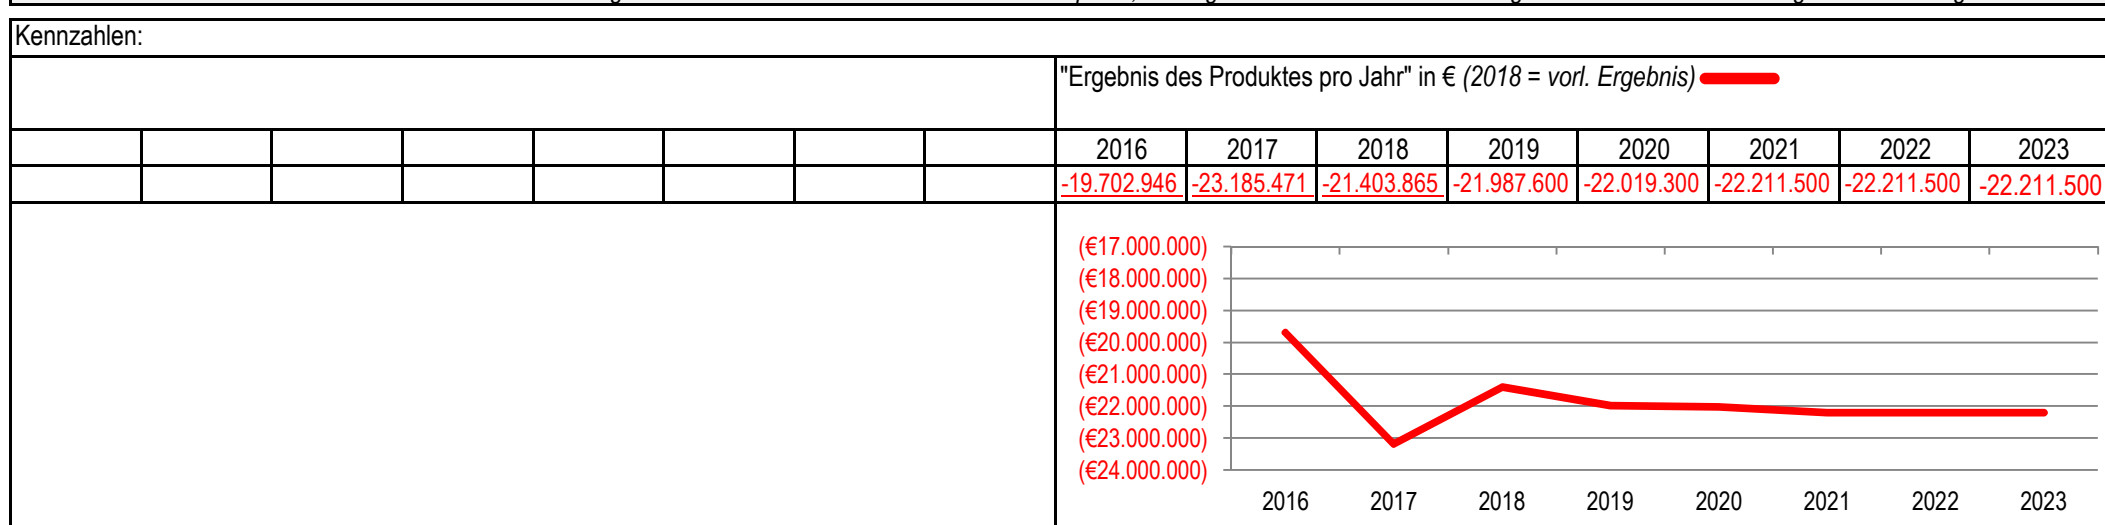 Kennzahlen:
"Ergebnis des Produktes pro Jahr" in € (2018 = vorl. Ergebnis)
2016 2017 2018 2019 2020 2021 2022 2023
-19.702.946 -23.185.471 -21.403.865 -21.987.600 -22.019.300 -22.211.500 -22.211.500 -22.211.500
(€17.000.000)
(€18.000.000)
(€19.000.000)
(€20.000.000)
(€21.000.000)
(€22.000.000)
(€23.000.000)
(€24.000.000)
2016 2017 2018 2019 2020 2021 2022 2023